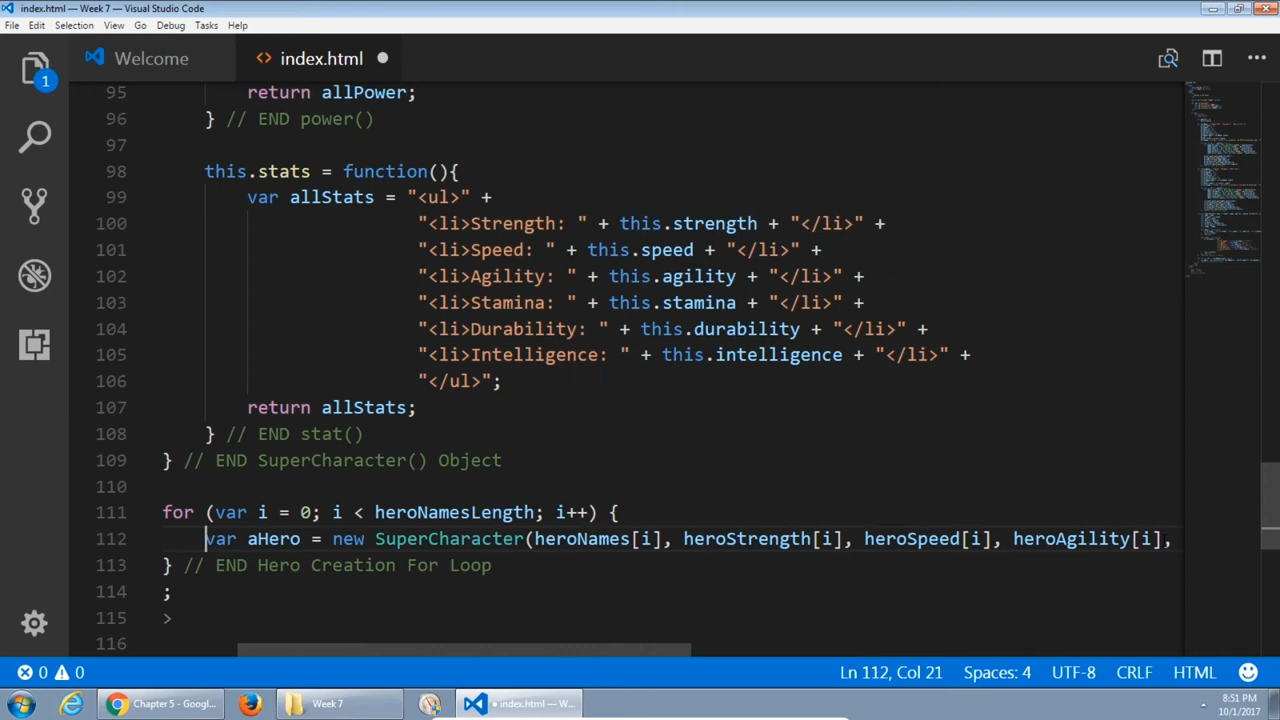 index.html — Week 7 — Visual Studio Code
File Edit Selection View Go Debug Tasks Help
1 Welcome <> index.html
95 return allPower;
96 } // END power()
97
98 this.stats = function(){
99 var allStats = "<ul>" +
100 "<li>Strength: " + this.strength + "</li>" +
101 "<li>Speed: " + this.speed + "</li>" +
102 "<li>Agility: " + this.agility + "</li>" +
103 "<li>Stamina: " + this.stamina + "</li>" +
104 "<li>Durability: " + this.durability + "</li>" +
105 "<li>Intelligence: " + this.intelligence + "</li>" +
106 "</ul>";
107 return allStats;
108 } // END stat()
109 } // END SuperCharacter() Object
110
111 for (var i = 0; i < heroNamesLength; i++) {
112 var aHero = new SuperCharacter(heroNames[i], heroStrength[i], heroSpeed[i], heroAgility[i],
113 } // END Hero Creation For Loop
114 ;
115 >
116
0 0 Ln 112, Col 21 Spaces: 4 UTF-8 CRLF HTML
Chapter 5 - Googl... Week 7 index.html — W... 8:51 PM
10/1/2017